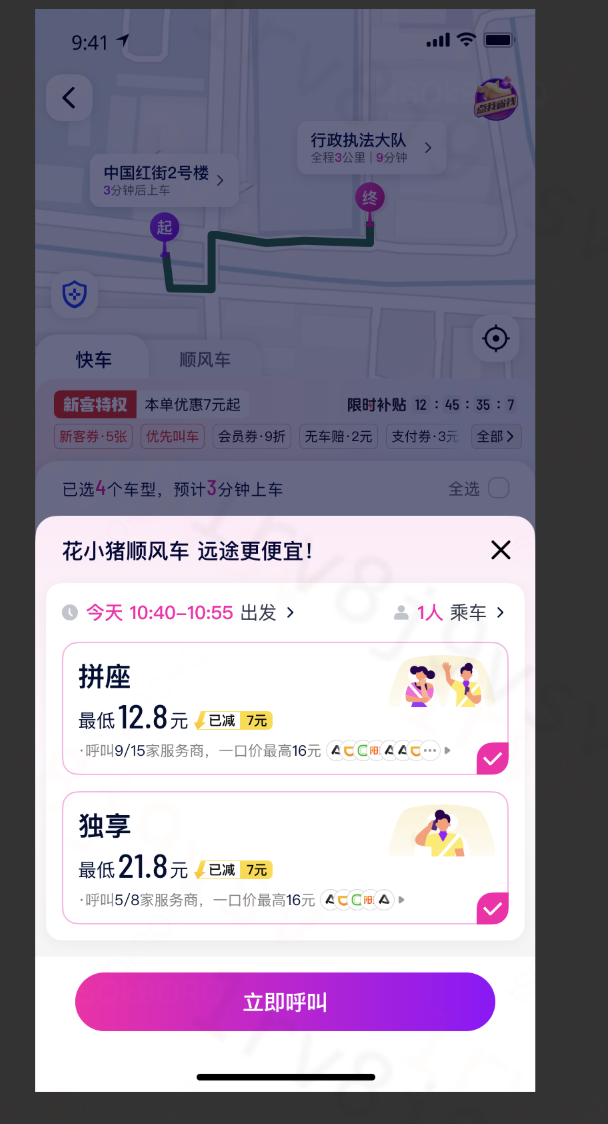 9:41
点我省钱
行政执法大队
全程3公里 | 9分钟
中国红街2号楼
3分钟后上车
终
起
快车 顺风车
新客特权 本单优惠7元起 限时补贴 12 : 45 : 35 : 7
新客券·5张 优先叫车 会员券·9折 无车赔·2元 支付券·3元 全部
已选4个车型，预计3分钟上车 全选
花小猪顺风车 远途更便宜！
今天 10:40-10:55 出发 1人 乘车
拼座
最低12.8元 已减 7元
·呼叫9/15家服务商，一口价最高16元
独享
最低21.8元 已减 7元
·呼叫5/8家服务商，一口价最高16元
立即呼叫